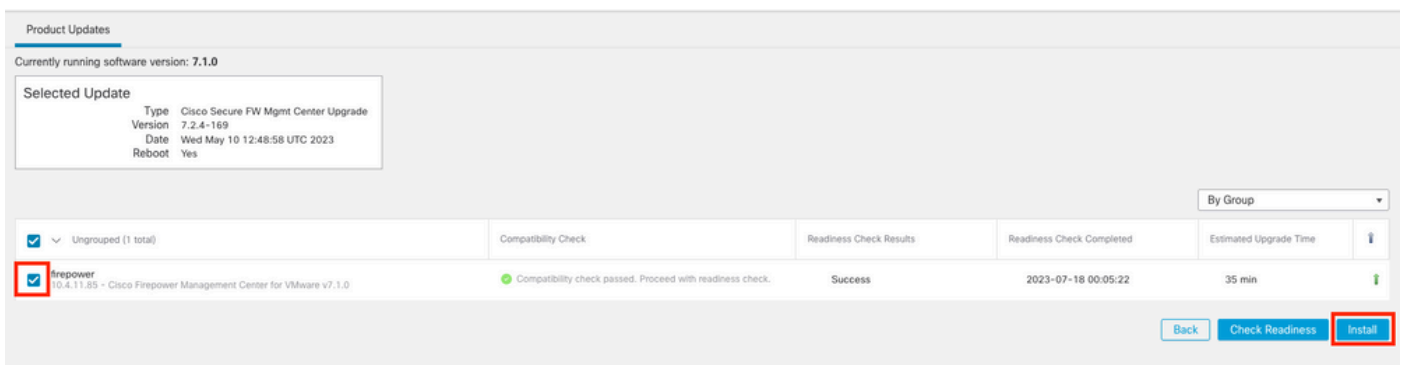 Product Updates
Currently running software version: 7.1.0
Selected Update
Type Cisco Secure FW Mgmt Center Upgrade
Version 7.2.4-169
Date Wed May 10 12:48:58 UTC 2023
Reboot Yes
By Group
Ungrouped (1 total) Compatibility Check Readiness Check Results Readiness Check Completed Estimated Upgrade Time
firepower
10.4.11.85 - Cisco Firepower Management Center for VMware v7.1.0 Compatibility check passed. Proceed with readiness check. Success 2023-07-18 00:05:22 35 min
Back Check Readiness Install